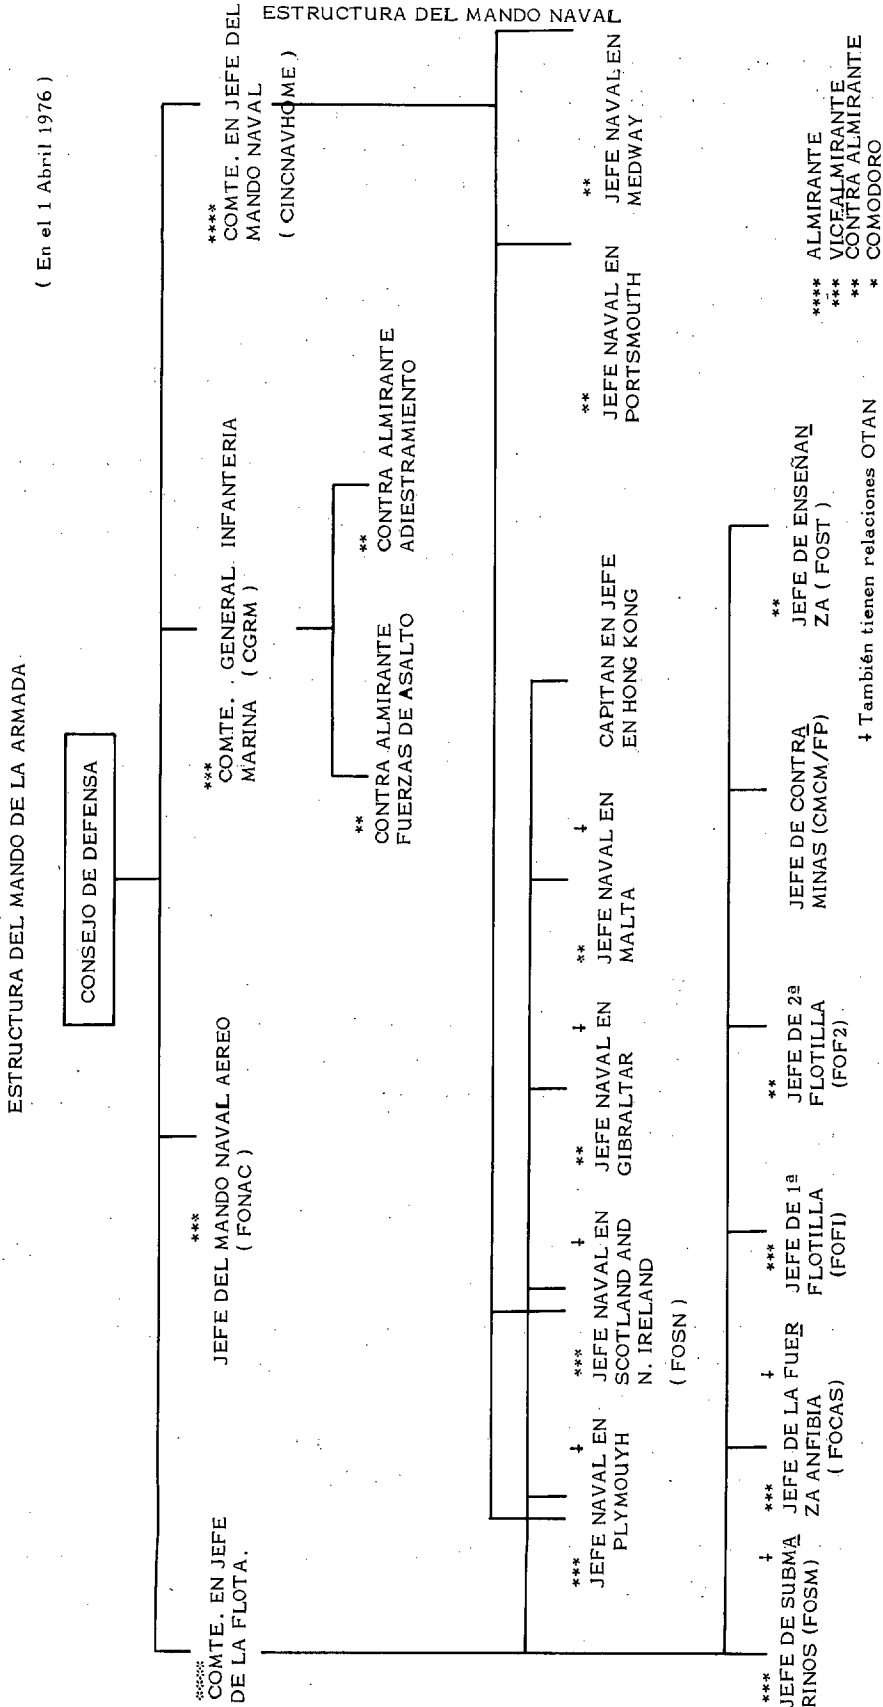 ESTRUCTURA DEL MANDO NAVAL
ESTRUCTURA DEL MANDO DE LA ARMADA
( En el 1 Abril 1976 )
CONSEJO DE DEFENSA
****
COMTE. EN JEFE
DE LA FLOTA.
***
JEFE DEL MANDO NAVAL AEREO
( FONAC )
***
COMTE. GENERAL INFANTERIA
MARINA ( CGRM )
****
COMTE. EN JEFE DEL
MANDO NAVAL
( CINCNAVHOME )
**
CONTRA ALMIRANTE
FUERZAS DE ASALTO
**
CONTRA ALMIRANTE
ADIESTRAMIENTO
*** ‡
JEFE NAVAL EN
PLYMOUYH
*** ‡
JEFE NAVAL EN
SCOTLAND AND
N. IRELAND
( FOSN )
** ‡
JEFE NAVAL EN
GIBRALTAR
** ‡
JEFE NAVAL EN
MALTA
CAPITAN EN JEFE
EN HONG KONG
**
JEFE NAVAL EN
PORTSMOUTH
**
JEFE NAVAL EN
MEDWAY
*** ‡
JEFE DE SUBMA
RINOS (FOSM)
*** ‡
JEFE DE LA FUER
ZA ANFIBIA
( FOCAS)
***
JEFE DE 1ª
FLOTILLA
(FOF1)
**
JEFE DE 2ª
FLOTILLA
(FOF2)
JEFE DE CONTRA
MINAS (CMCM/FP)
**
JEFE DE ENSEÑAN
ZA ( FOST )
‡ También tienen relaciones OTAN
**** ALMIRANTE
*** VICEALMIRANTE
** CONTRA ALMIRANTE
* COMODORO